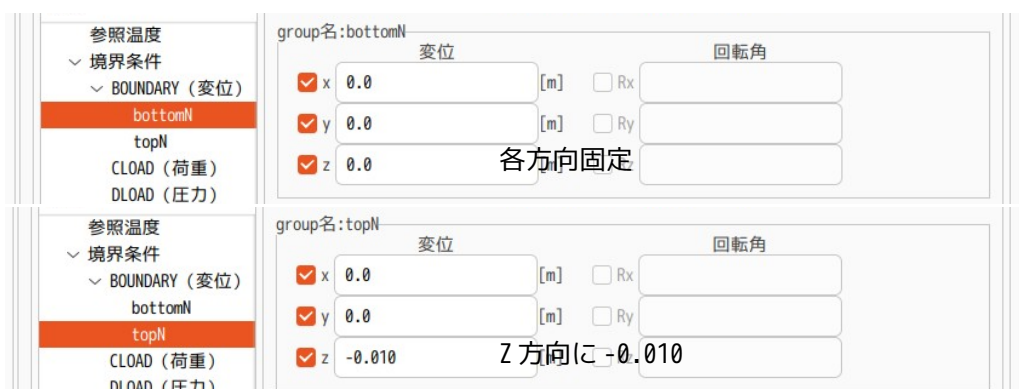 参照温度
境界条件
BOUNDARY (変位)
bottomN
topN
CLOAD (荷重)
DLOAD (圧力)
group名:bottomN
変位 回転角
x 0.0 [m] Rx
y 0.0 [m] Ry
z 0.0
各方向固定
参照温度
境界条件
BOUNDARY (変位)
bottomN
topN
CLOAD (荷重)
DLOAD (圧力)
group名:topN
変位 回転角
x 0.0 [m] Rx
y 0.0 [m] Ry
z -0.010
Z方向に -0.010